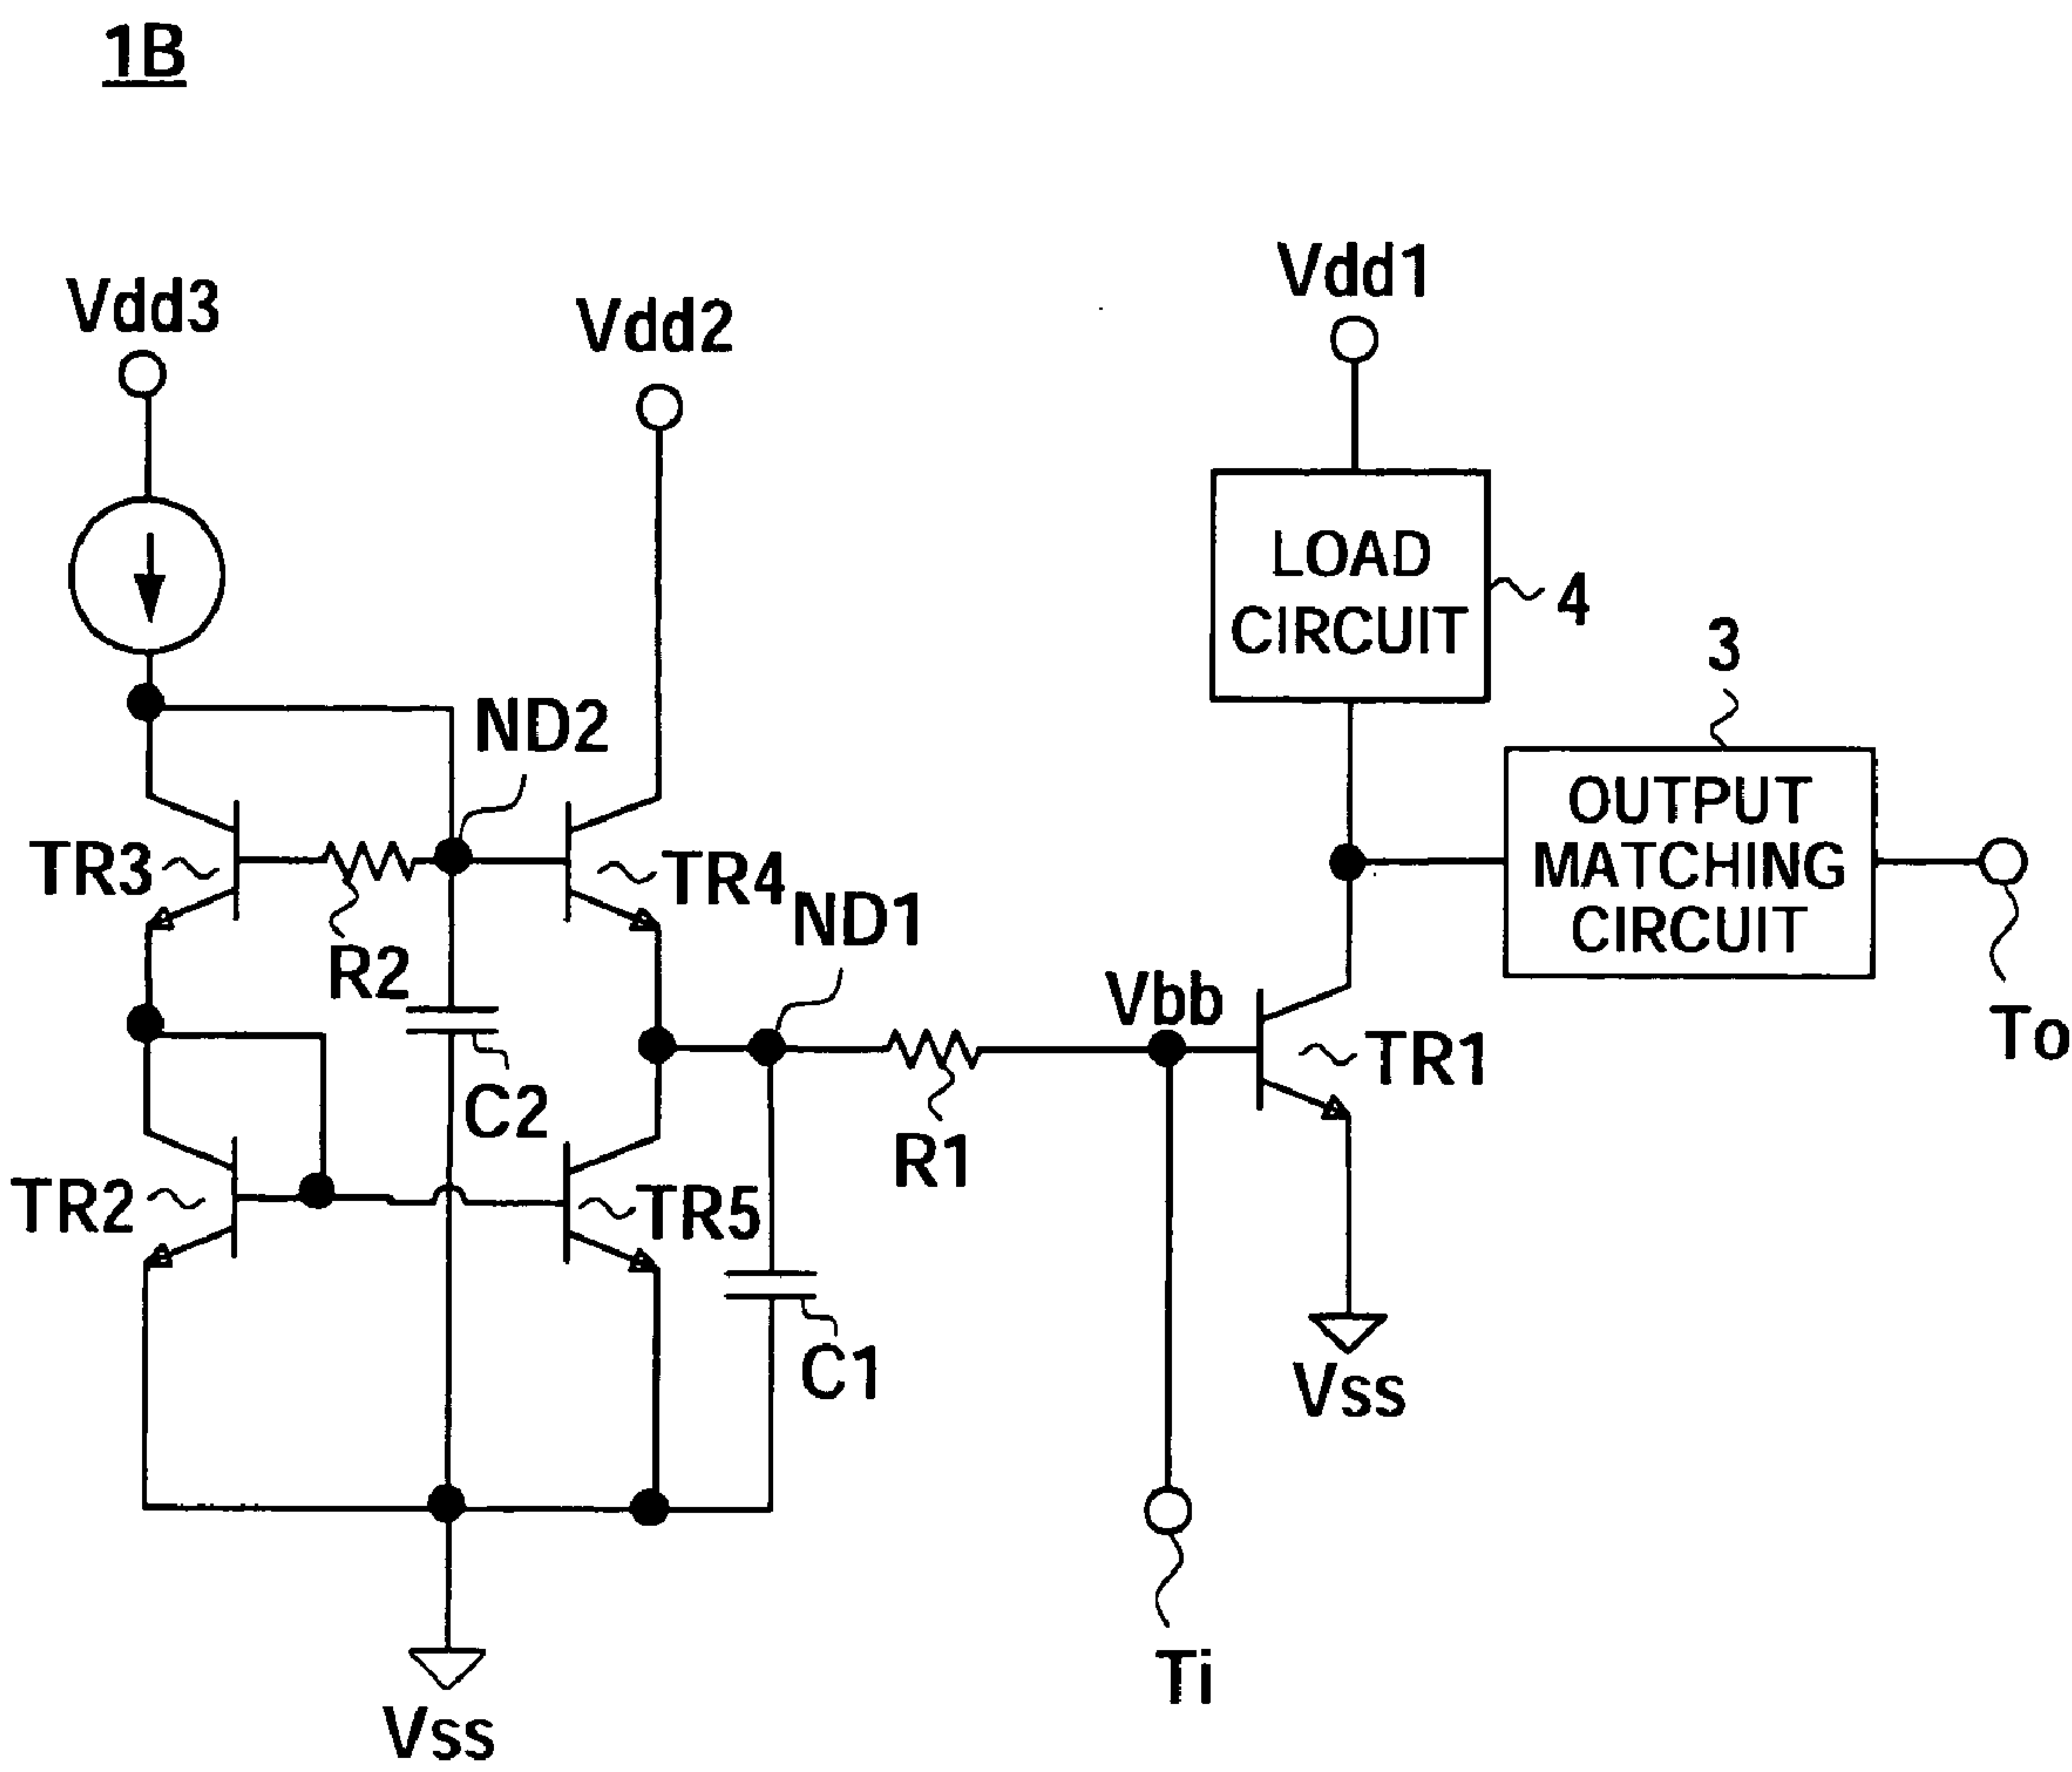 1B
Vdd1
Vdd3
Vdd2
LOAD
CIRCUIT
4
3
ND2
OUTPUT
MATCHING
CIRCUIT
TR3
TR4
ND1
R2
Vbb
To
TR1
C2
R1
TR2
TR5
C1
Vss
Ti
Vss